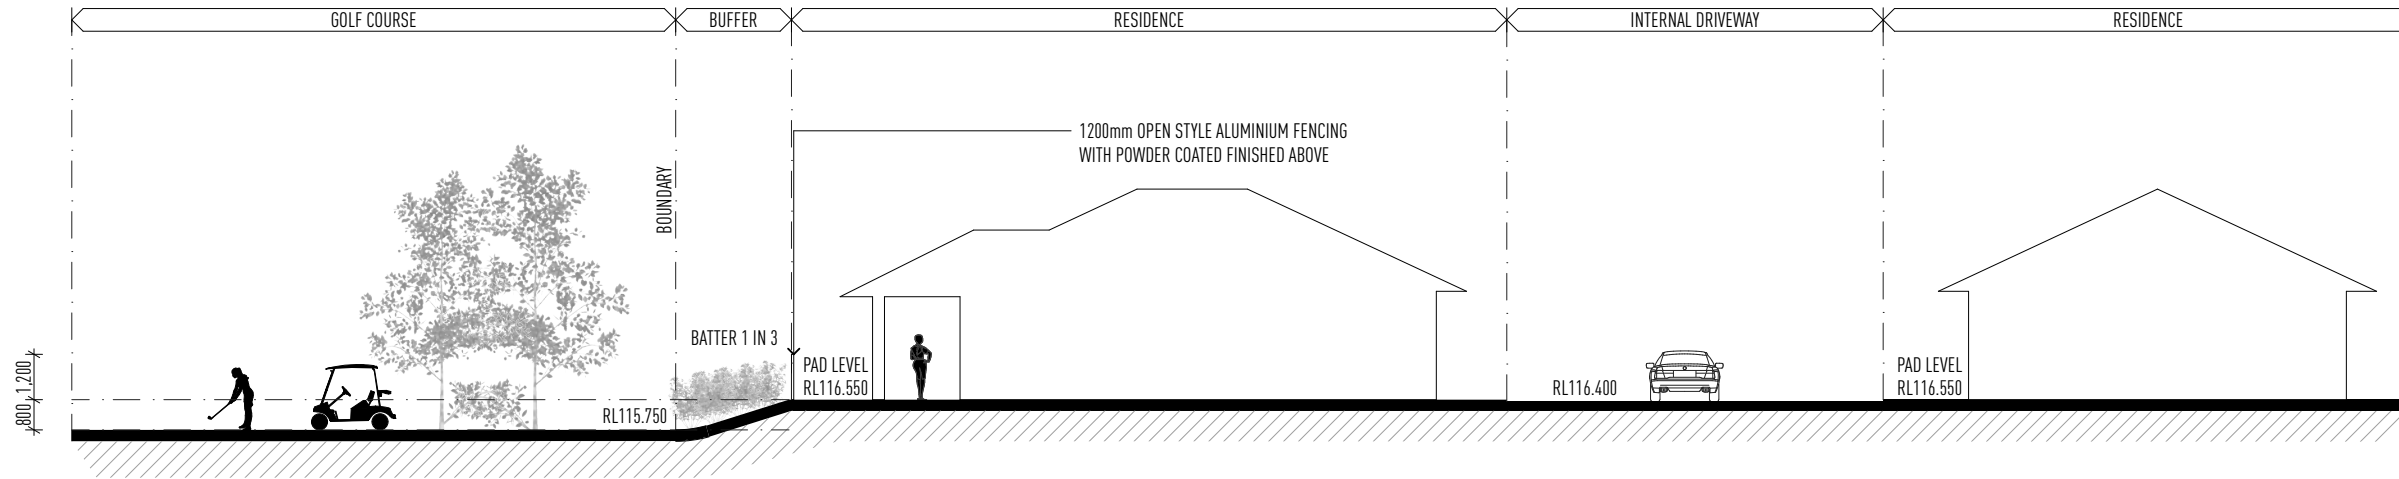 GOLF COURSE
BUFFER
RESIDENCE
INTERNAL DRIVEWAY
RESIDENCE
1200mm OPEN STYLE ALUMINIUM FENCING
WITH POWDER COATED FINISHED ABOVE
BOUNDARY
BATTER 1 IN 3
PAD LEVEL
RL116.550
RL116.400
PAD LEVEL
RL116.550
1,200
800
RL115.750